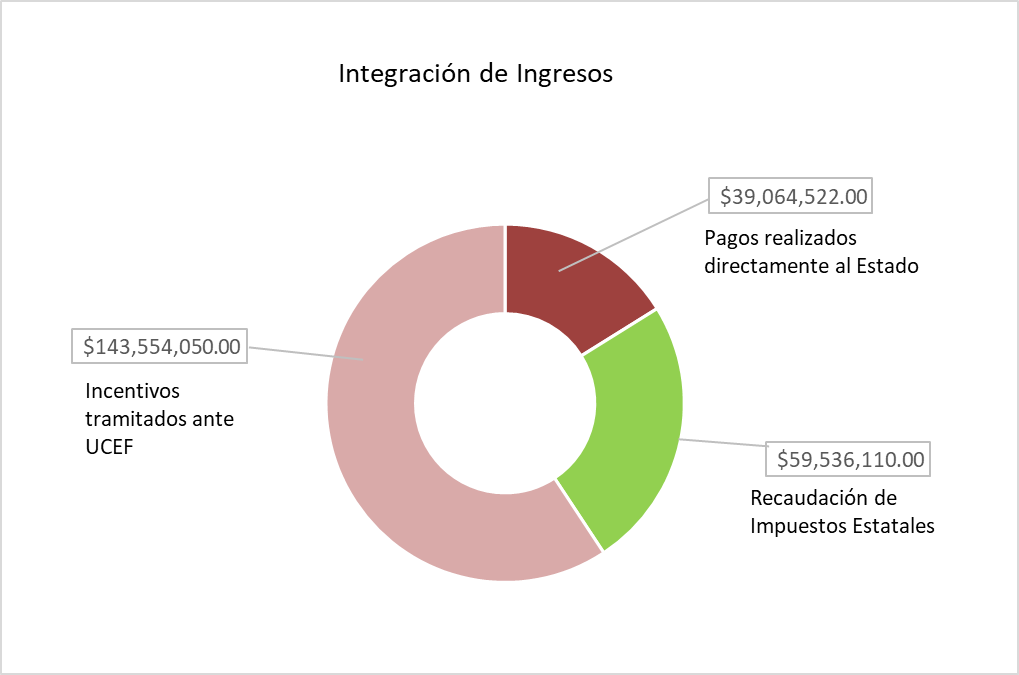 Integración de Ingresos
$39,064,522.00
Pagos realizados
directamente al Estado
$143,554,050.00
Incentivos
tramitados ante
UCEF
$59,536,110.00
Recaudación de
Impuestos Estatales